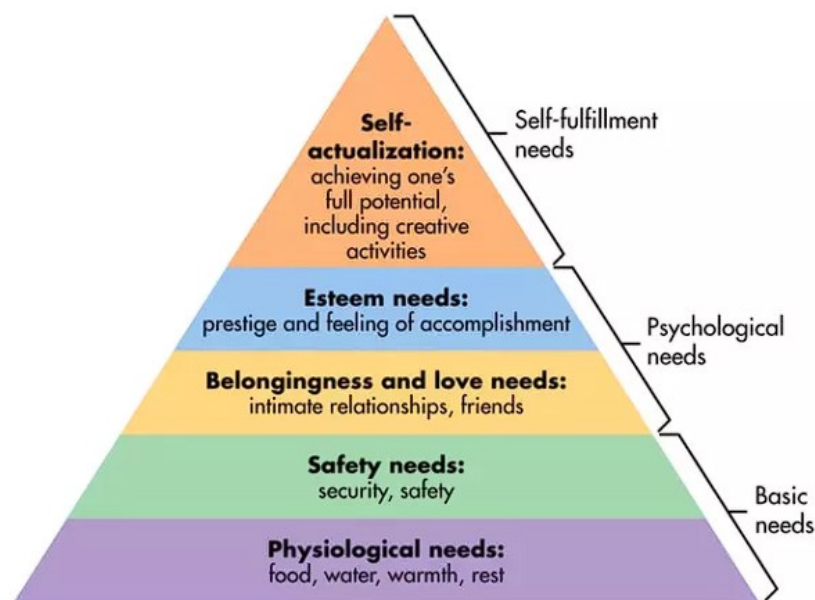 Self-
actualization:
achieving one's
full potential,
including creative
activities
Self-fulfillment
needs
Esteem needs:
prestige and feeling of accomplishment
Belongingness and love needs:
intimate relationships, friends
Psychological
needs
Safety needs:
security, safety
Physiological needs:
food, water, warmth, rest
Basic
needs